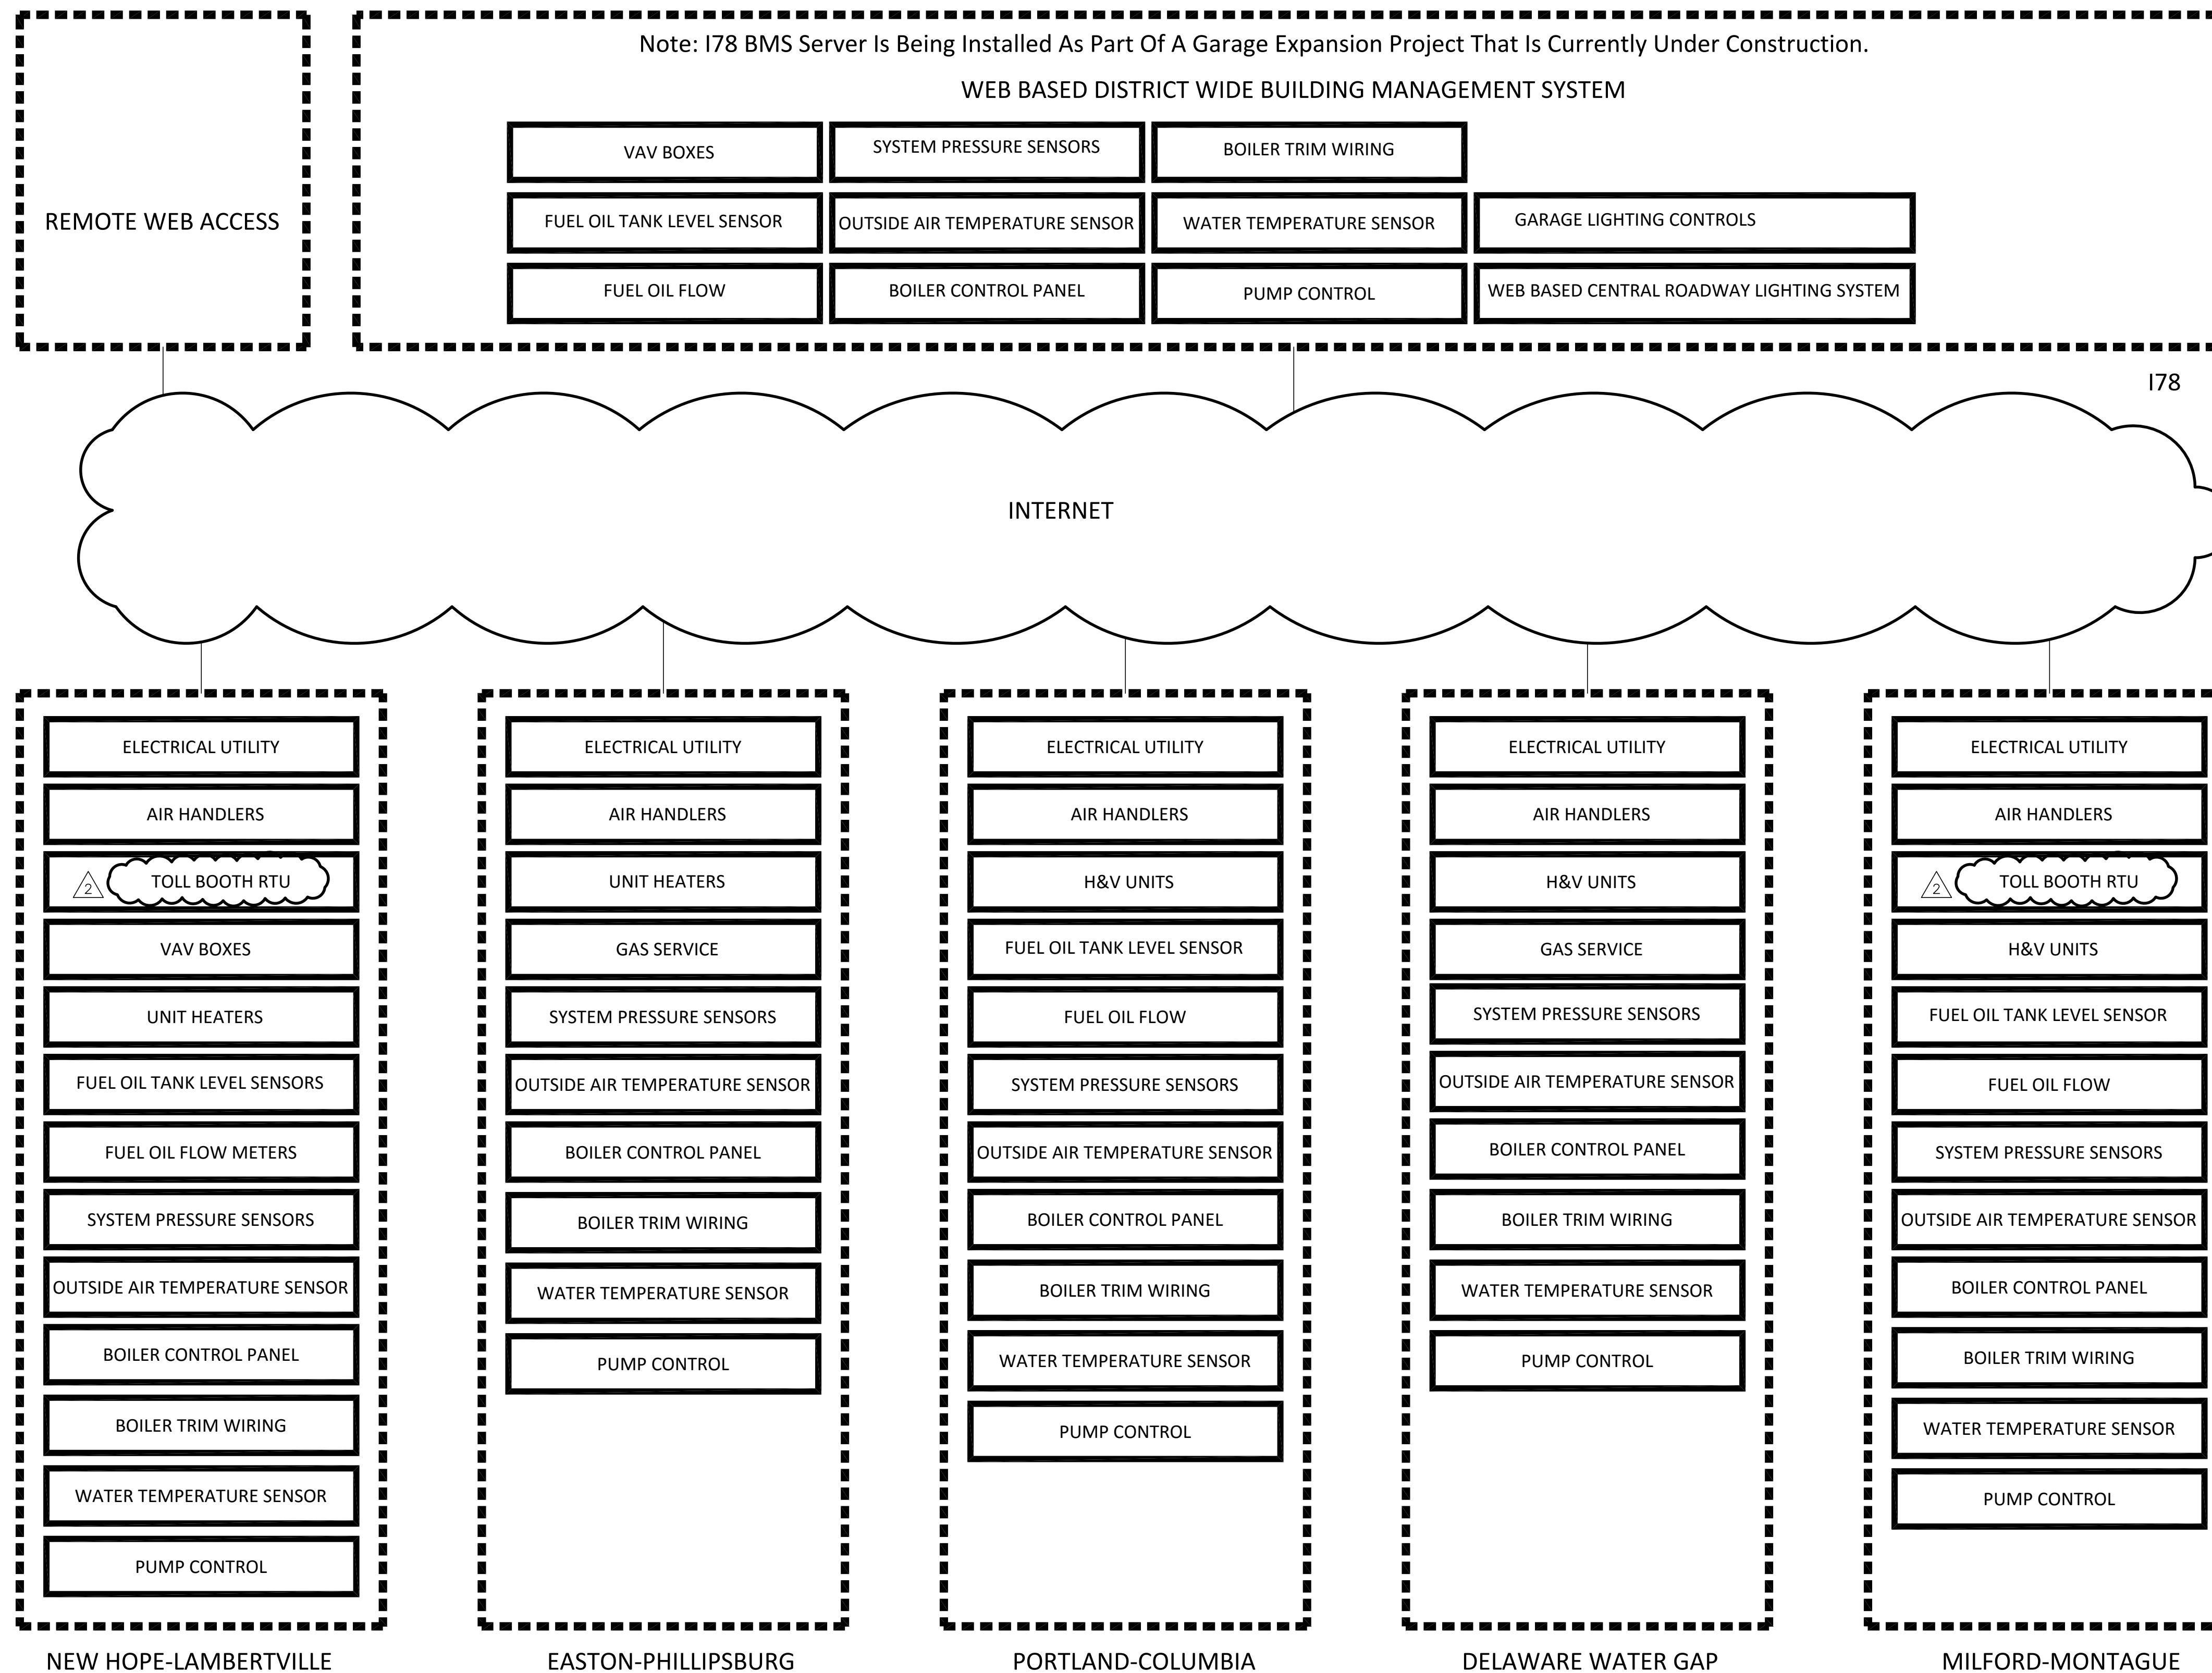 Note: I78 BMS Server Is Being Installed As Part Of A Garage Expansion Project That Is Currently Under Construction.
WEB BASED DISTRICT WIDE BUILDING MANAGEMENT SYSTEM
REMOTE WEB ACCESS
VAV BOXES
SYSTEM PRESSURE SENSORS
BOILER TRIM WIRING
FUEL OIL TANK LEVEL SENSOR
OUTSIDE AIR TEMPERATURE SENSOR
WATER TEMPERATURE SENSOR
GARAGE LIGHTING CONTROLS
FUEL OIL FLOW
BOILER CONTROL PANEL
PUMP CONTROL
WEB BASED CENTRAL ROADWAY LIGHTING SYSTEM
I78
INTERNET
ELECTRICAL UTILITY
AIR HANDLERS
2
TOLL BOOTH RTU
VAV BOXES
UNIT HEATERS
FUEL OIL TANK LEVEL SENSORS
FUEL OIL FLOW METERS
SYSTEM PRESSURE SENSORS
OUTSIDE AIR TEMPERATURE SENSOR
BOILER CONTROL PANEL
BOILER TRIM WIRING
WATER TEMPERATURE SENSOR
PUMP CONTROL
NEW HOPE-LAMBERTVILLE
ELECTRICAL UTILITY
AIR HANDLERS
UNIT HEATERS
GAS SERVICE
SYSTEM PRESSURE SENSORS
OUTSIDE AIR TEMPERATURE SENSOR
BOILER CONTROL PANEL
BOILER TRIM WIRING
WATER TEMPERATURE SENSOR
PUMP CONTROL
EASTON-PHILLIPSBURG
ELECTRICAL UTILITY
AIR HANDLERS
H&V UNITS
FUEL OIL TANK LEVEL SENSOR
FUEL OIL FLOW
SYSTEM PRESSURE SENSORS
OUTSIDE AIR TEMPERATURE SENSOR
BOILER CONTROL PANEL
BOILER TRIM WIRING
WATER TEMPERATURE SENSOR
PUMP CONTROL
PORTLAND-COLUMBIA
ELECTRICAL UTILITY
AIR HANDLERS
H&V UNITS
GAS SERVICE
SYSTEM PRESSURE SENSORS
OUTSIDE AIR TEMPERATURE SENSOR
BOILER CONTROL PANEL
BOILER TRIM WIRING
WATER TEMPERATURE SENSOR
PUMP CONTROL
DELAWARE WATER GAP
ELECTRICAL UTILITY
AIR HANDLERS
2
TOLL BOOTH RTU
H&V UNITS
FUEL OIL TANK LEVEL SENSOR
FUEL OIL FLOW
SYSTEM PRESSURE SENSORS
OUTSIDE AIR TEMPERATURE SENSOR
BOILER CONTROL PANEL
BOILER TRIM WIRING
WATER TEMPERATURE SENSOR
PUMP CONTROL
MILFORD-MONTAGUE